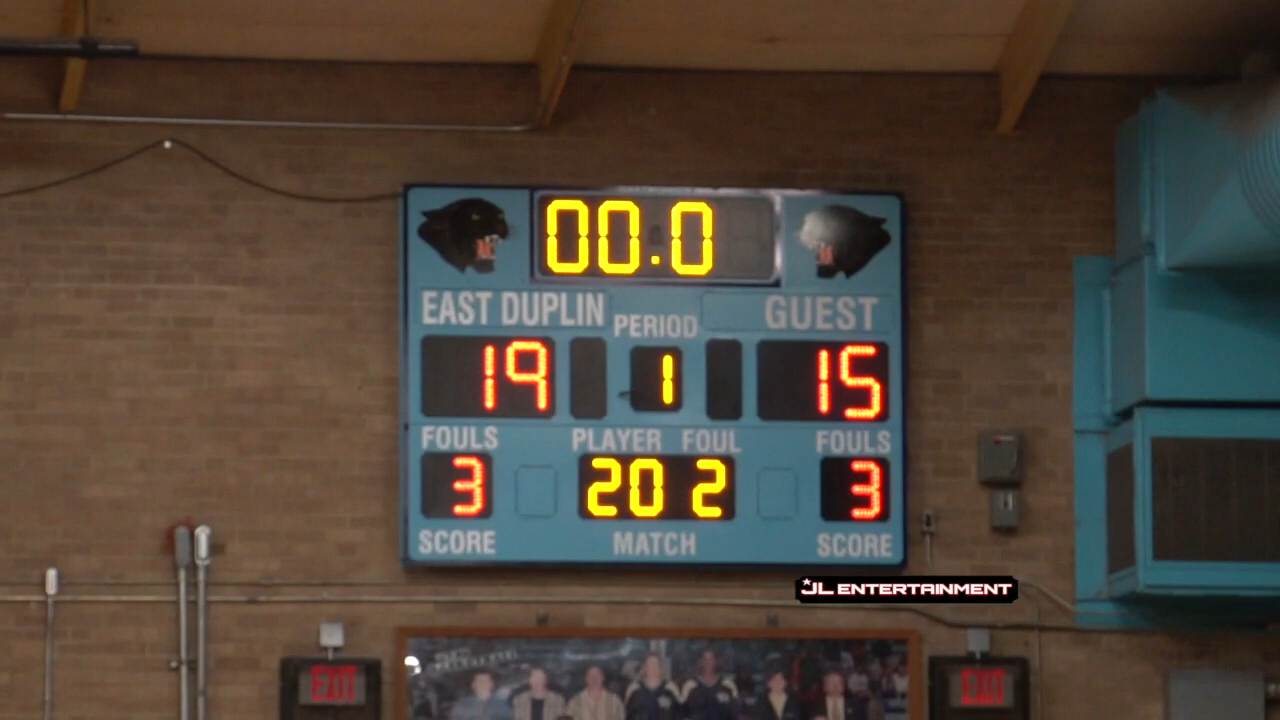 00.0
EAST DUPLIN PERIOD GUEST
19 1 15
FOULS PLAYER FOUL FOULS
3 20 2 3
SCORE MATCH SCORE
JL ENTERTAINMENT
EXIT EXIT